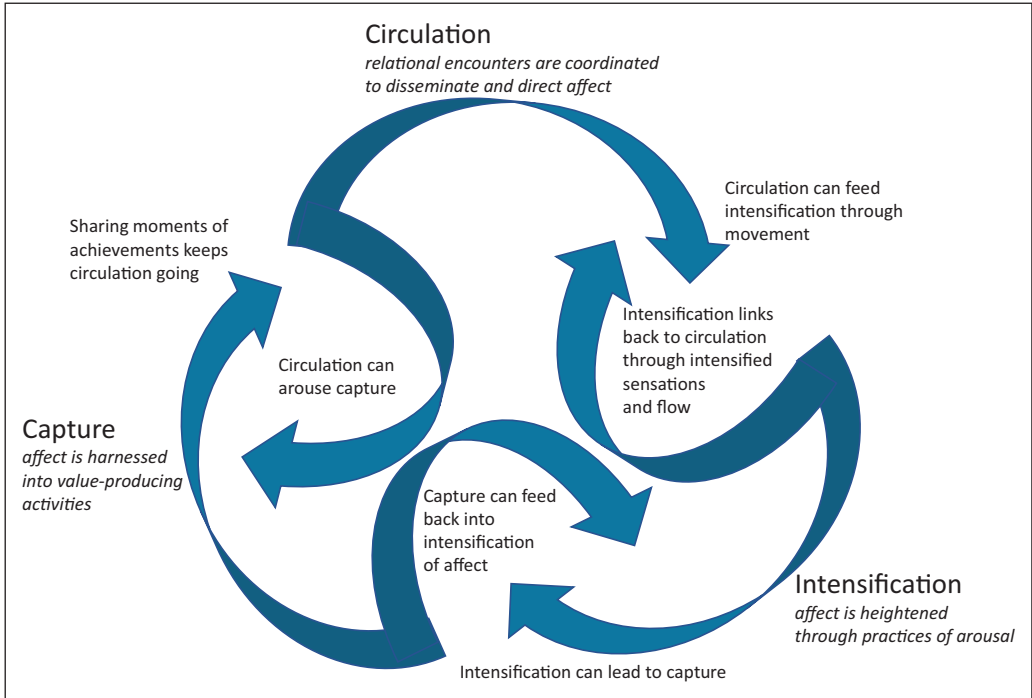 Circulation
relational encounters are coordinated
to disseminate and direct affect
Circulation can feed
intensification through
movement
Sharing moments of
achievements keeps
circulation going
Intensification links
back to circulation
through intensified
sensations
and flow
Circulation can
arouse capture
Capture
affect is harnessed
into value-producing
activities
Capture can feed
back into
intensification
of affect
Intensification
affect is heightened
through practices of arousal
Intensification can lead to capture